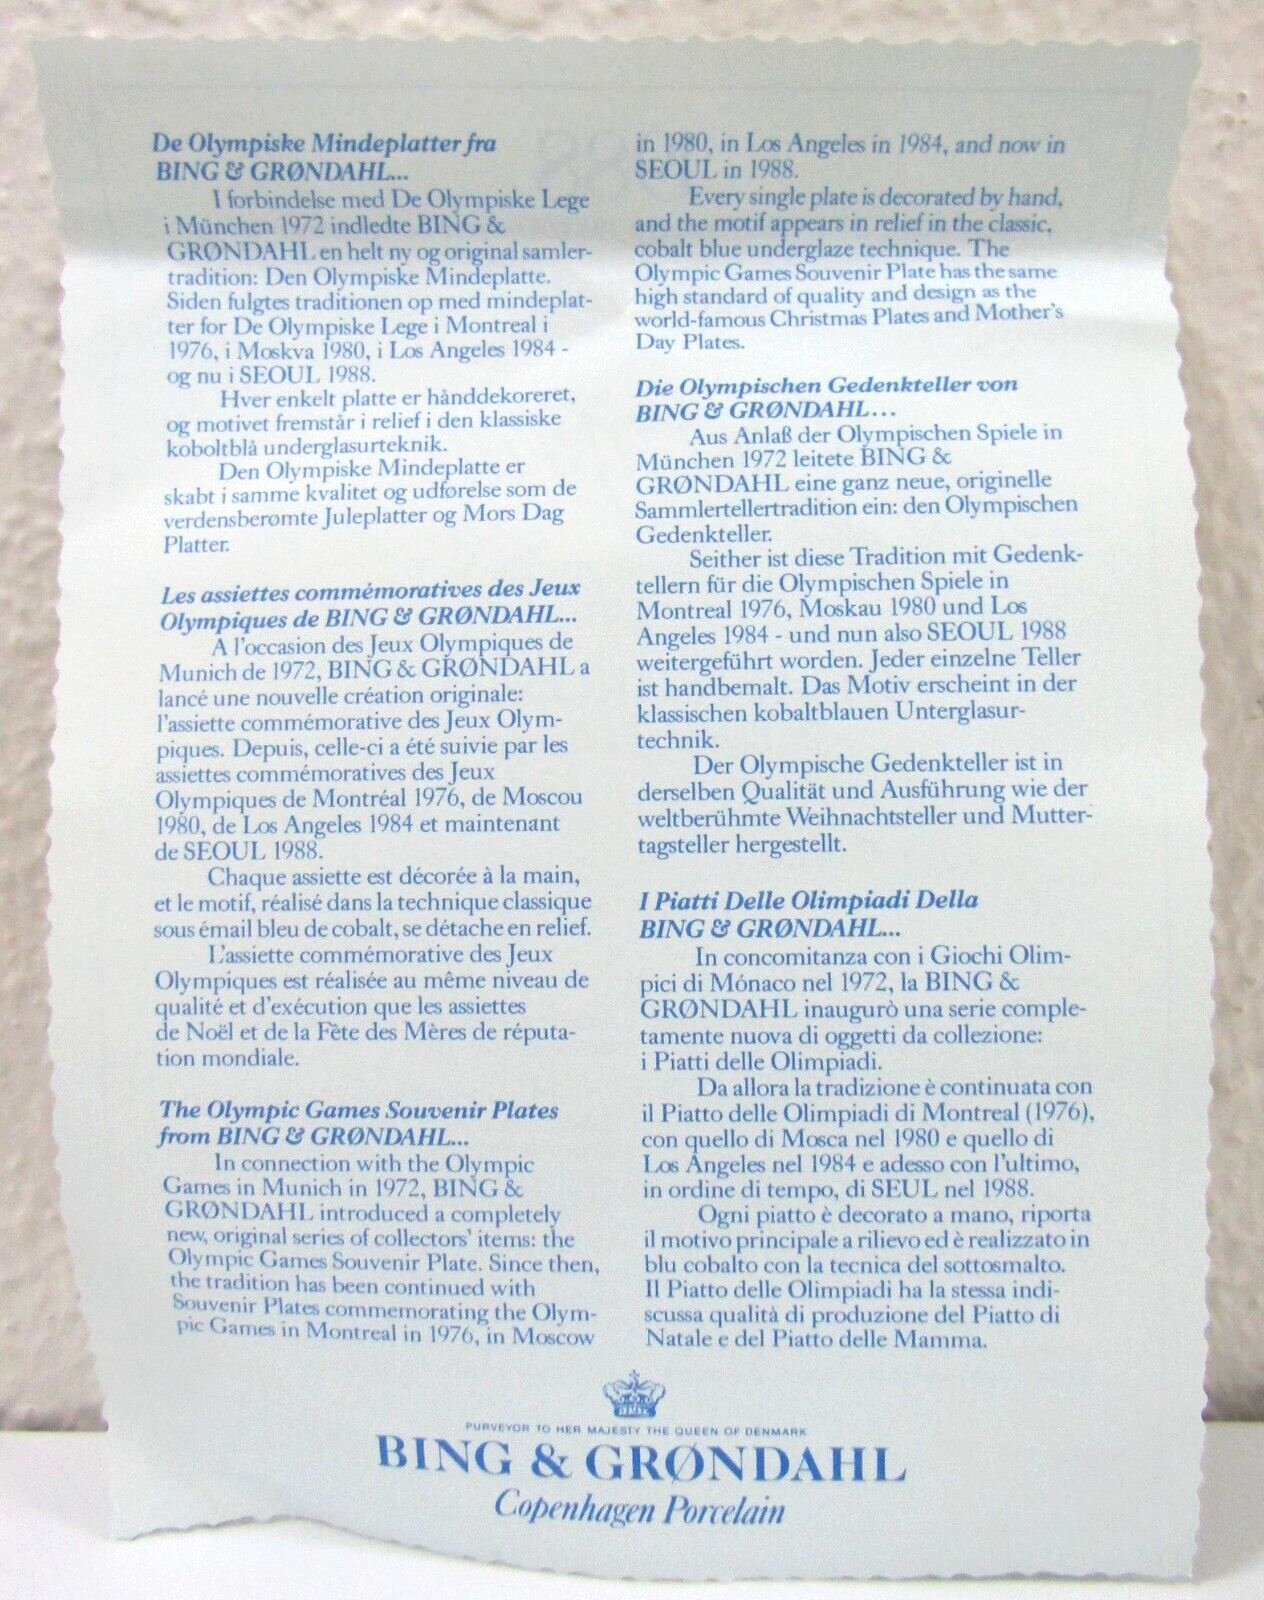 De Olympiske Mindeplatter fra
BING & GRØNDAHL...
I forbindelse med De Olympiske Lege
i München 1972 indledte BING &
GRØNDAHL en helt ny og original samler-
tradition: Den Olympiske Mindeplatte.
Siden fulgtes traditionen op med mindeplat-
ter for De Olympiske Lege i Montreal i
1976, i Moskva 1980, i Los Angeles 1984 -
og nu i SEOUL 1988.
Hver enkelt platte er hånddekoreret,
og motivet fremstår i relief i den klassiske
koboltblå underglasurteknik.
Den Olympiske Mindeplatte er
skabt i samme kvalitet og udførelse som de
verdensberømte Juleplatter og Mors Dag
Platter.
Les assiettes commémoratives des Jeux
Olympiques de BING & GRØNDAHL...
A l'occasion des Jeux Olympiques de
Munich de 1972, BING & GRØNDAHL a
lancé une nouvelle création originale:
l'assiette commémorative des Jeux Olym-
piques. Depuis, celle-ci a été suivie par les
assiettes commémoratives des Jeux
Olympiques de Montréal 1976, de Moscou
1980, de Los Angeles 1984 et maintenant
de SEOUL 1988.
Chaque assiette est décorée à la main,
et le motif, réalisé dans la technique classique
sous émail bleu de cobalt, se détache en relief.
L'assiette commémorative des Jeux
Olympiques est réalisée au même niveau de
qualité et d'exécution que les assiettes
de Noël et de la Fête des Mères de réputa-
tion mondiale.
The Olympic Games Souvenir Plates
from BING & GRØNDAHL...
In connection with the Olympic
Games in Munich in 1972, BING &
GRØNDAHL introduced a completely
new, original series of collectors' items: the
Olympic Games Souvenir Plate. Since then,
the tradition has been continued with
Souvenir Plates commemorating the Olym-
pic Games in Montreal in 1976, in Moscow
in 1980, in Los Angeles in 1984, and now in
SEOUL in 1988.
Every single plate is decorated by hand,
and the motif appears in relief in the classic,
cobalt blue underglaze technique. The
Olympic Games Souvenir Plate has the same
high standard of quality and design as the
world-famous Christmas Plates and Mother's
Day Plates.
Die Olympischen Gedenkteller von
BING & GRØNDAHL...
Aus Anlaß der Olympischen Spiele in
München 1972 leitete BING &
GRØNDAHL eine ganz neue, originelle
Sammlertellertradition ein: den Olympischen
Gedenkteller.
Seither ist diese Tradition mit Gedenk-
tellern für die Olympischen Spiele in
Montreal 1976, Moskau 1980 und Los
Angeles 1984 - und nun also SEOUL 1988
weitergeführt worden. Jeder einzelne Teller
ist handbemalt. Das Motiv erscheint in der
klassischen kobaltblauen Unterglasur-
technik.
Der Olympische Gedenkteller ist in
derselben Qualität und Ausführung wie der
weltberühmte Weihnachtsteller und Mutter-
tagsteller hergestellt.
I Piatti Delle Olimpiadi Della
BING & GRØNDAHL...
In concomitanza con i Giochi Olim-
pici di Mónaco nel 1972, la BING &
GRØNDAHL inaugurò una serie comple-
tamente nuova di oggetti da collezione:
i Piatti delle Olimpiadi.
Da allora la tradizione è continuata con
il Piatto delle Olimpiadi di Montreal (1976),
con quello di Mosca nel 1980 e quello di
Los Angeles nel 1984 e adesso con l'ultimo,
in ordine di tempo, di SEUL nel 1988.
Ogni piatto è decorato a mano, riporta
il motivo principale a rilievo ed è realizzato in
blu cobalto con la tecnica del sottosmalto.
Il Piatto delle Olimpiadi ha la stessa indi-
scussa qualità di produzione del Piatto di
Natale e del Piatto delle Mamma.
PURVEYOR TO HER MAJESTY THE QUEEN OF DENMARK
BING & GRØNDAHL
Copenhagen Porcelain